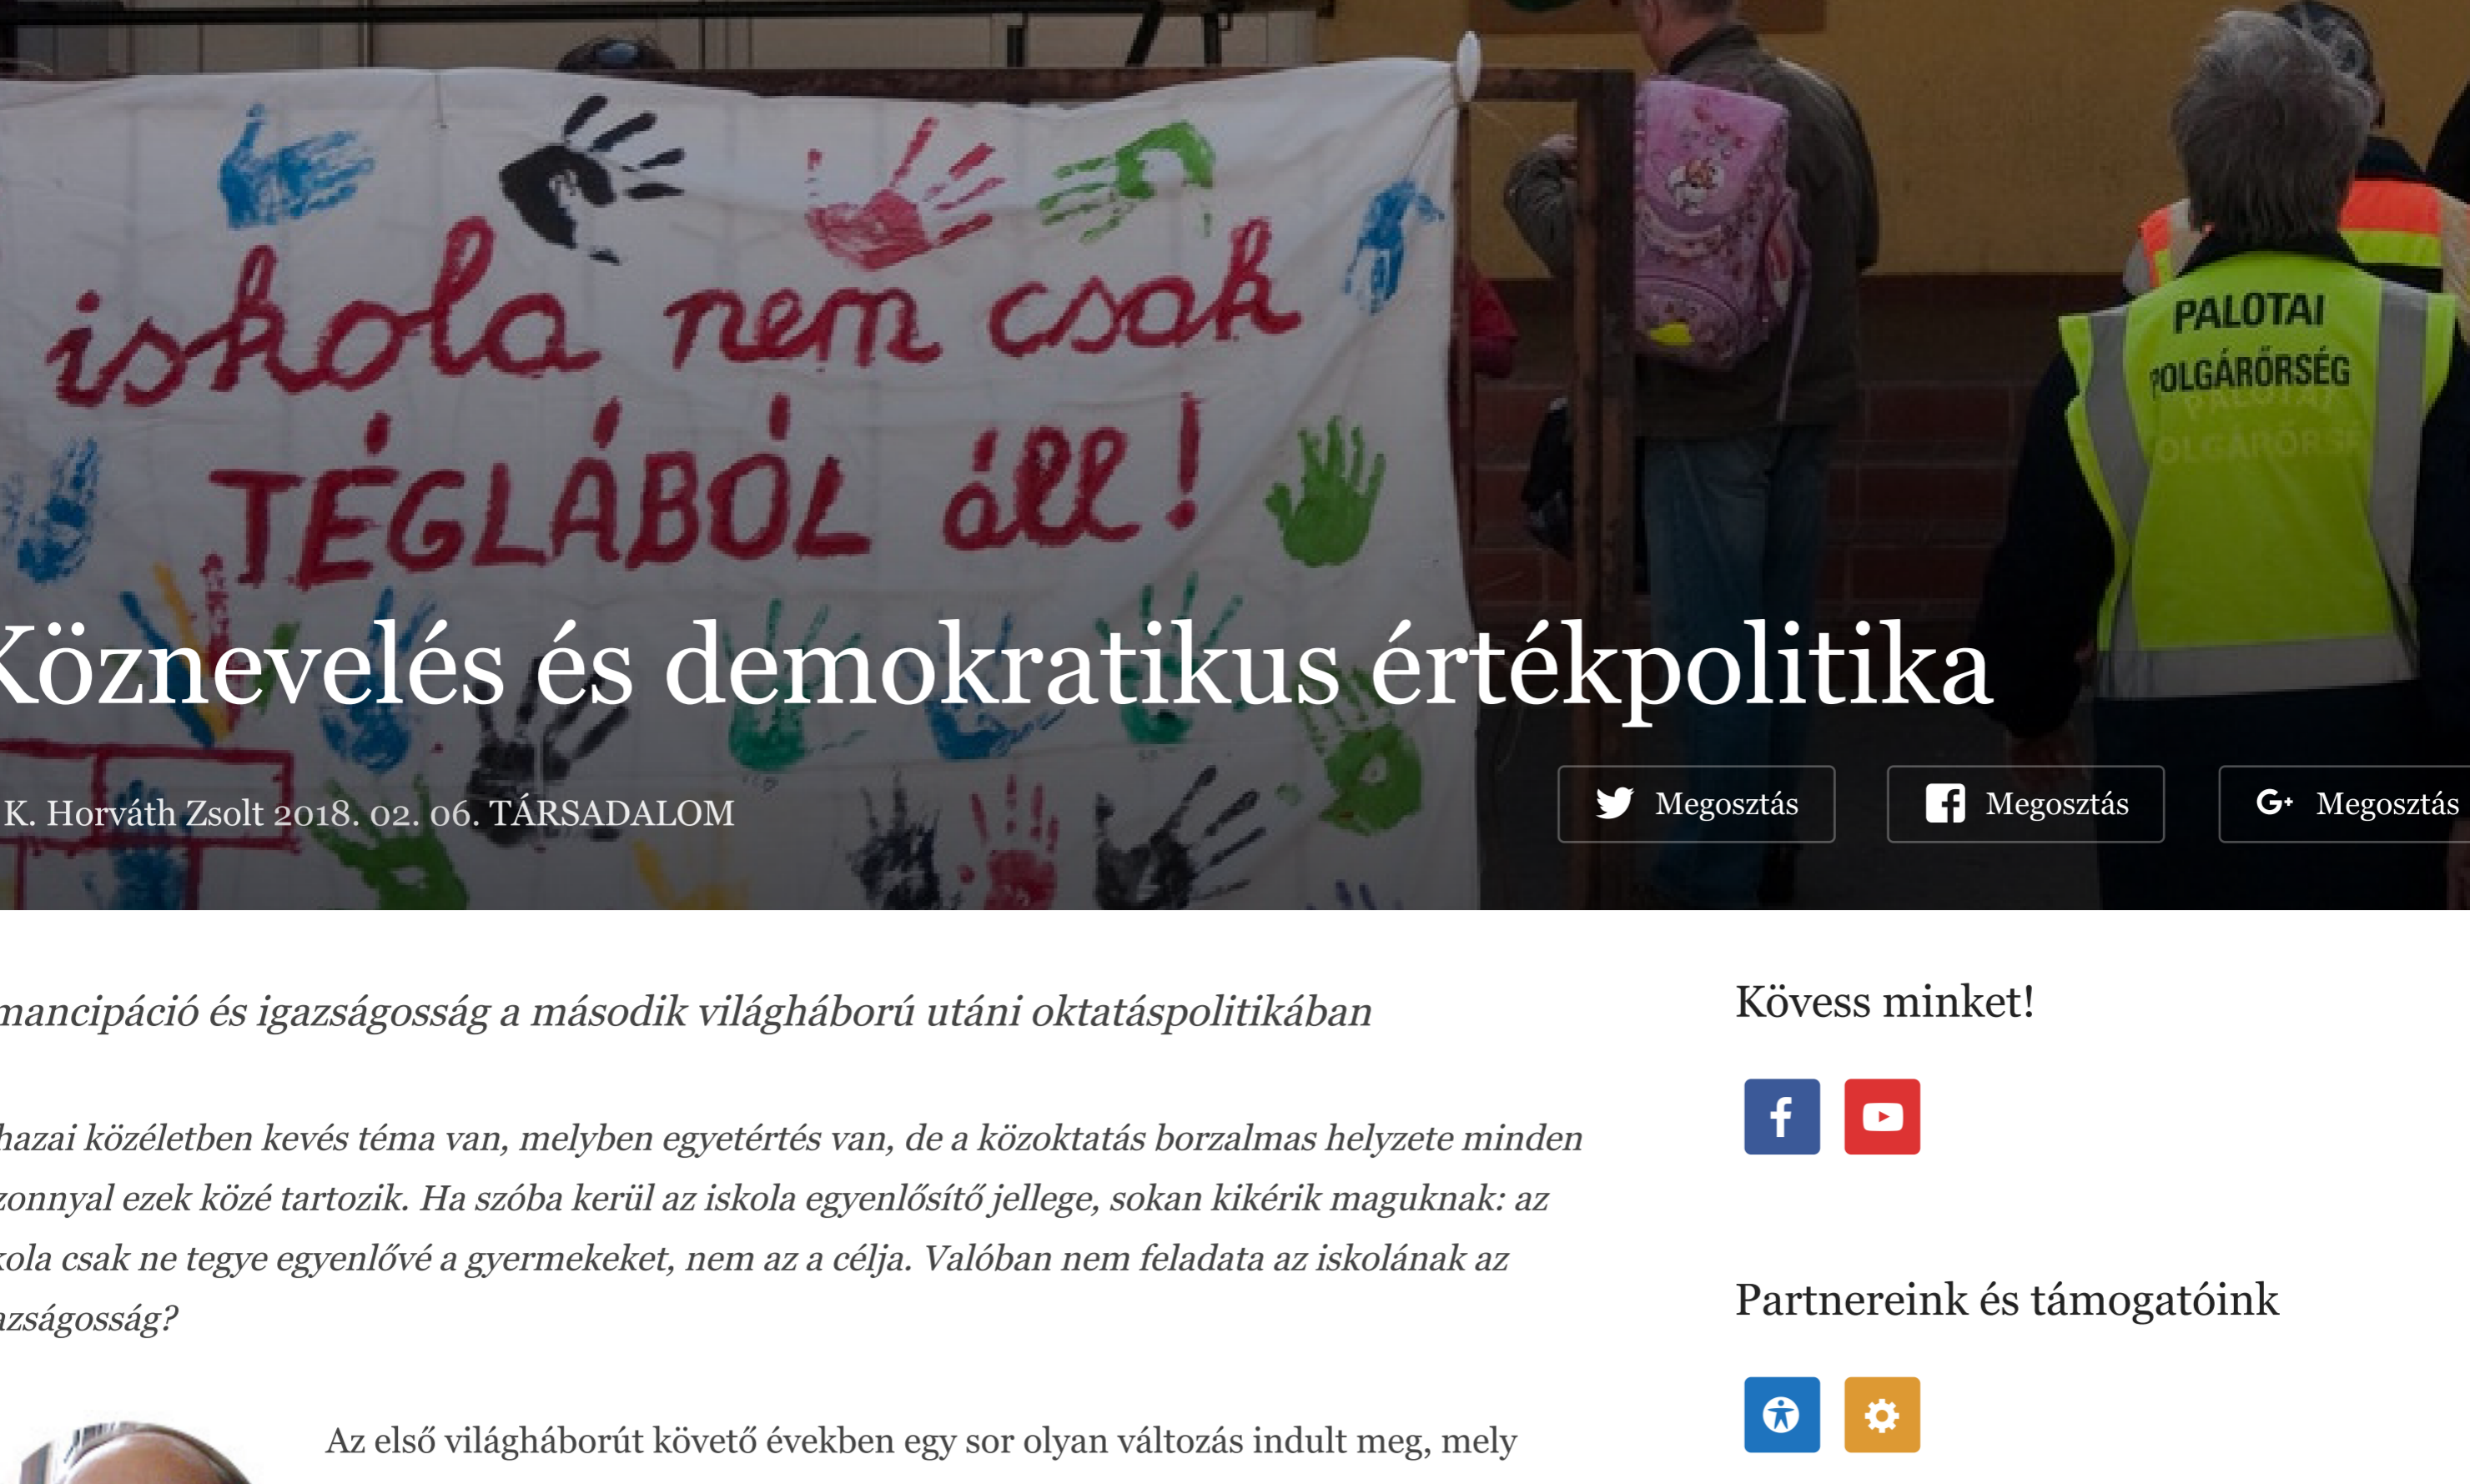 iskola nem csak
TÉGLÁBÓL áll!
PALOTAI
POLGÁRŐRSÉG
Köznevelés és demokratikus értékpolitika
K. Horváth Zsolt 2018. 02. 06. TÁRSADALOM
Megosztás
Megosztás
G+ Megosztás
mancipáció és igazságosság a második világháború utáni oktatáspolitikában
hazai közéletben kevés téma van, melyben egyetértés van, de a közoktatás borzalmas helyzete minden
zonnyal ezek közé tartozik. Ha szóba kerül az iskola egyenlősítő jellege, sokan kikérik maguknak: az
kola csak ne tegye egyenlővé a gyermekeket, nem az a célja. Valóban nem feladata az iskolának az
azságosság?
Az első világháborút követő években egy sor olyan változás indult meg, mely
Kövess minket!
Partnereink és támogatóink